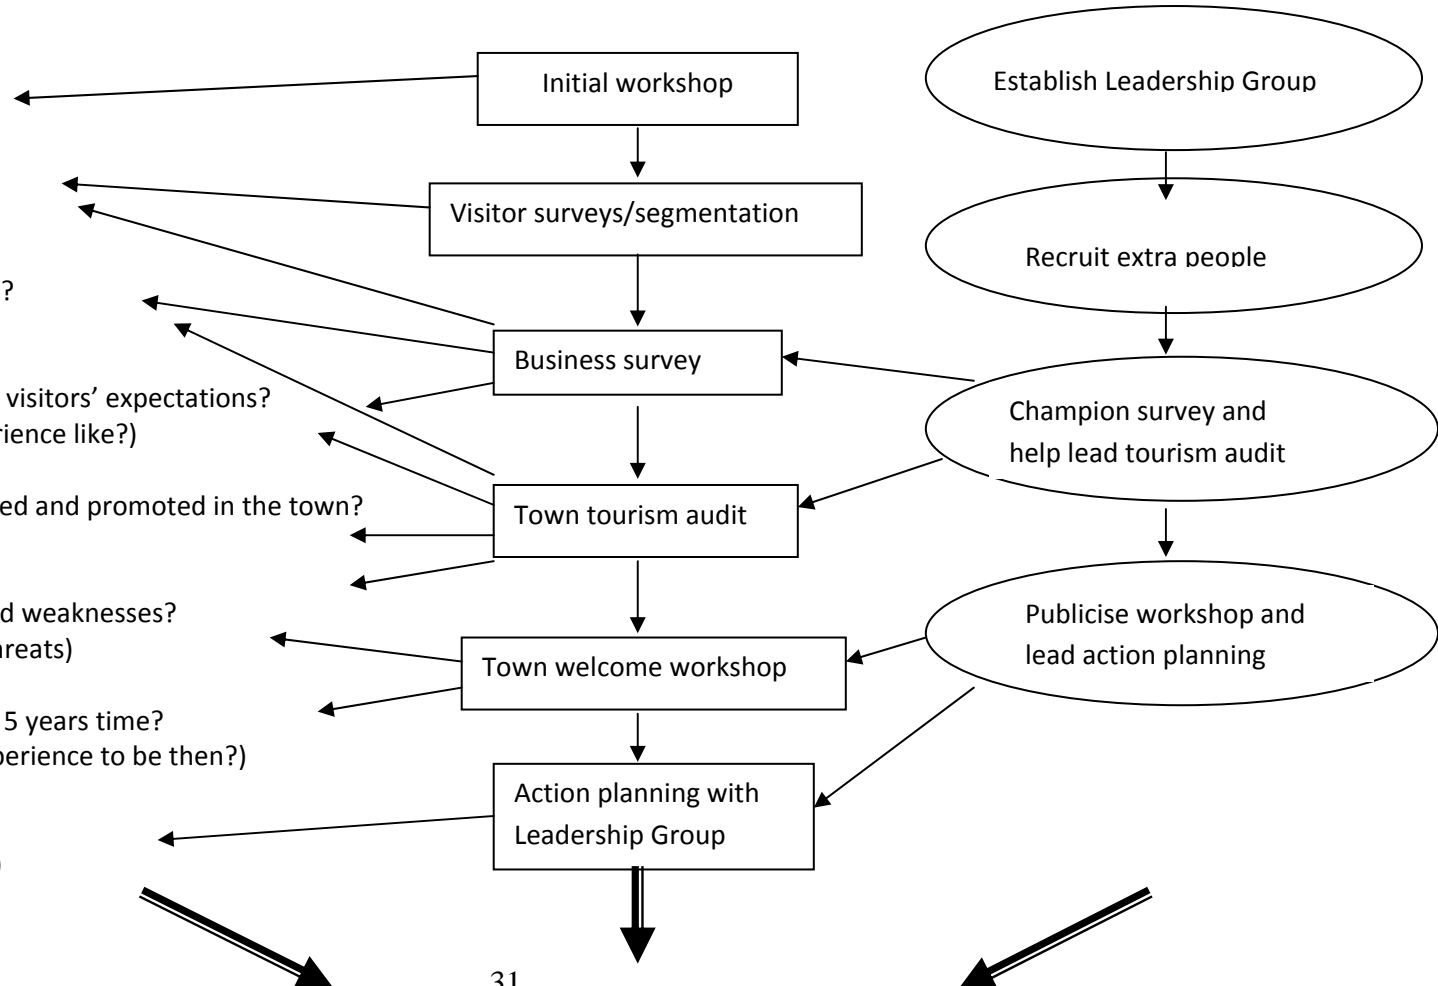 Initial workshop
Establish Leadership Group
Visitor surveys/segmentation
Recruit extra people
?
Business survey
visitors’ expectations?
rience like?)
Champion survey and
help lead tourism audit
ed and promoted in the town?
Town tourism audit
d weaknesses?
reats)
Publicise workshop and
lead action planning
Town welcome workshop
5 years time?
perience to be then?)
Action planning with
Leadership Group
)
31